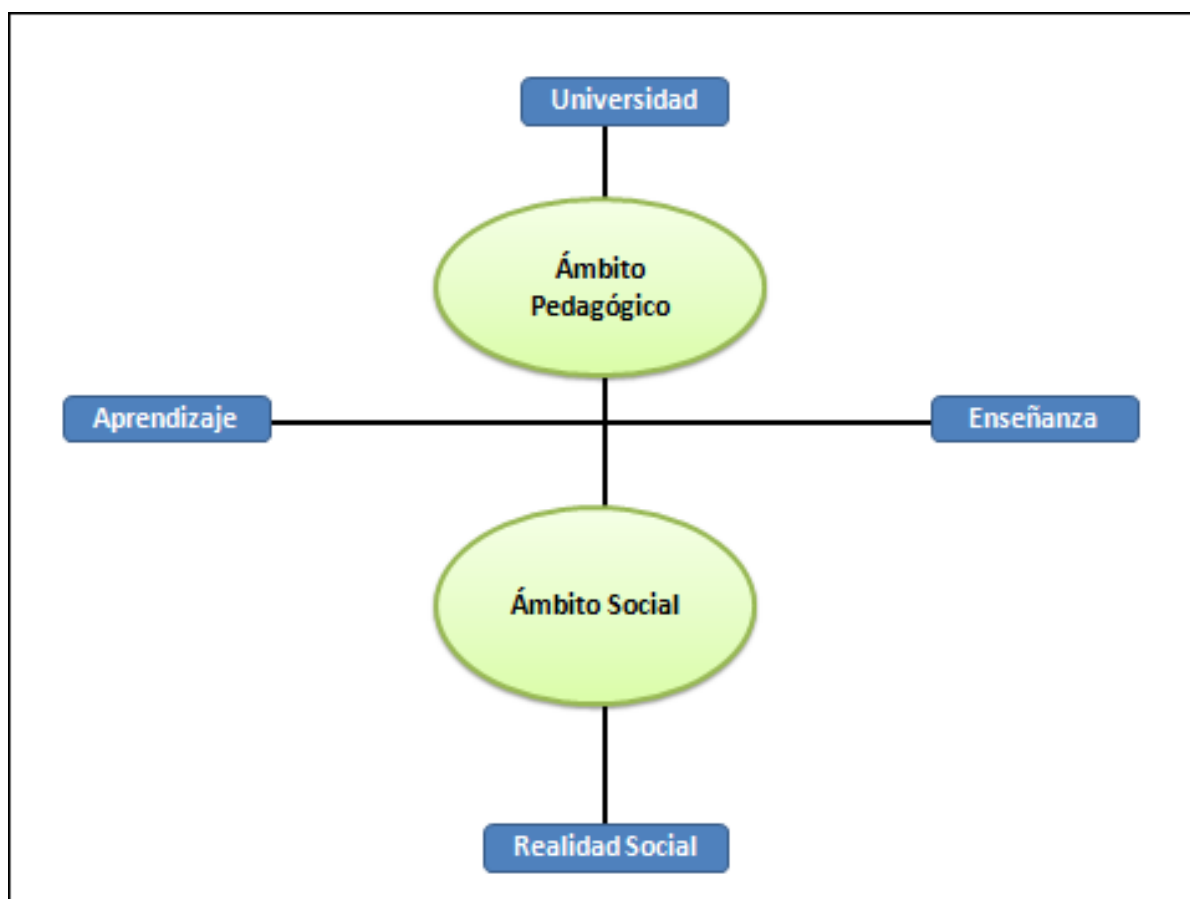 Universidad
Ámbito
Pedagógico
Aprendizaje
Enseñanza
Ámbito Social
Realidad Social